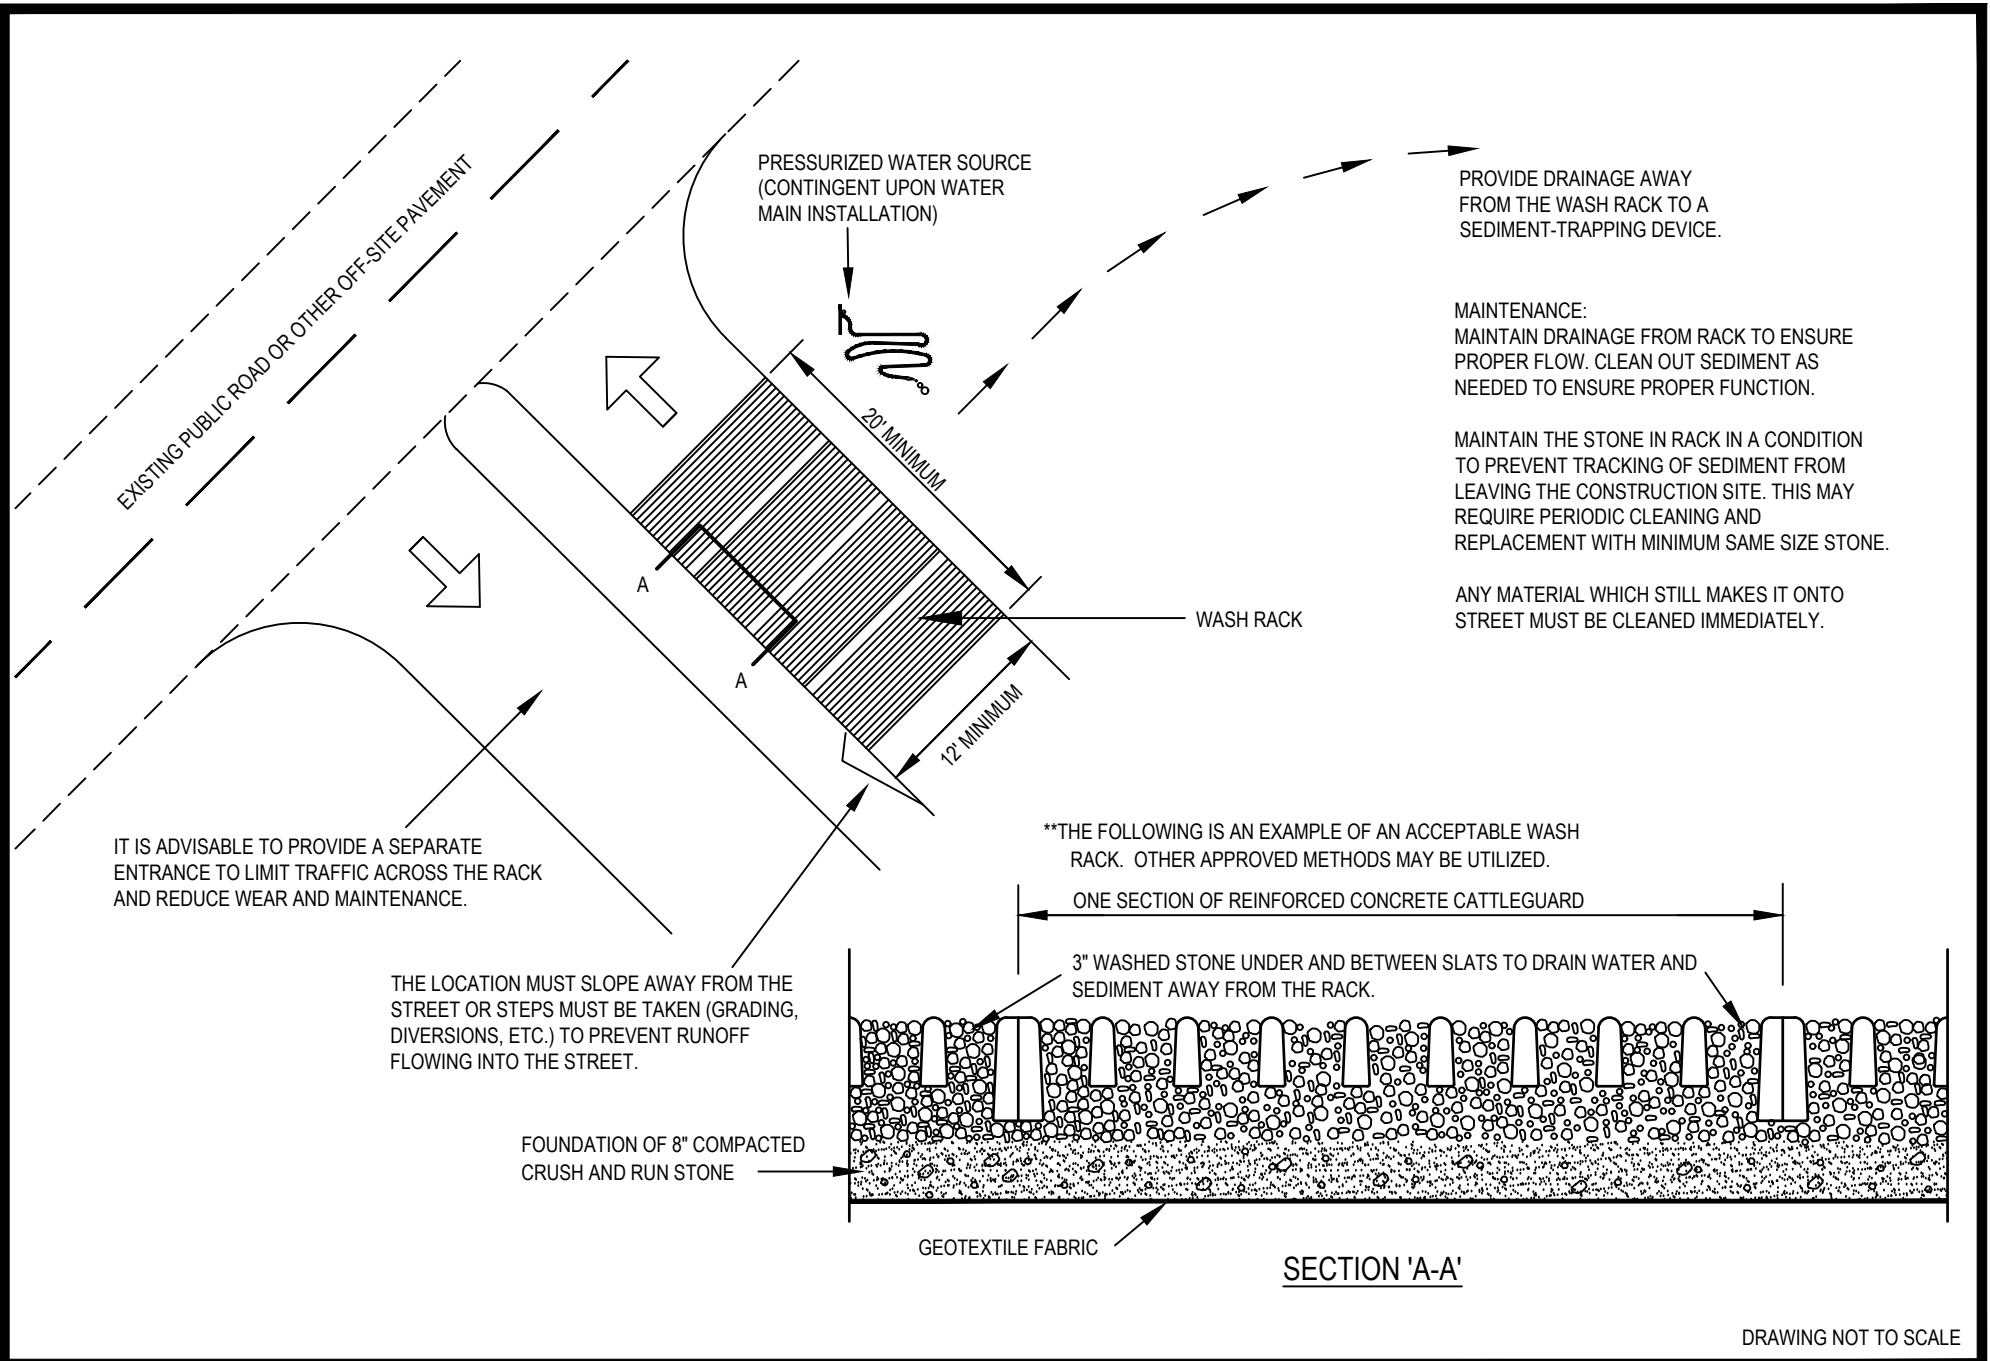 EXISTING PUBLIC ROAD OR OTHER OFF-SITE PAVEMENT
PRESSURIZED WATER SOURCE
(CONTINGENT UPON WATER
MAIN INSTALLATION)
PROVIDE DRAINAGE AWAY
FROM THE WASH RACK TO A
SEDIMENT-TRAPPING DEVICE.
MAINTENANCE:
MAINTAIN DRAINAGE FROM RACK TO ENSURE
PROPER FLOW. CLEAN OUT SEDIMENT AS
NEEDED TO ENSURE PROPER FUNCTION.
MAINTAIN THE STONE IN RACK IN A CONDITION
TO PREVENT TRACKING OF SEDIMENT FROM
LEAVING THE CONSTRUCTION SITE. THIS MAY
REQUIRE PERIODIC CLEANING AND
REPLACEMENT WITH MINIMUM SAME SIZE STONE.
ANY MATERIAL WHICH STILL MAKES IT ONTO
STREET MUST BE CLEANED IMMEDIATELY.
20' MINIMUM
A
A
WASH RACK
12' MINIMUM
IT IS ADVISABLE TO PROVIDE A SEPARATE
ENTRANCE TO LIMIT TRAFFIC ACROSS THE RACK
AND REDUCE WEAR AND MAINTENANCE.
THE LOCATION MUST SLOPE AWAY FROM THE
STREET OR STEPS MUST BE TAKEN (GRADING,
DIVERSIONS, ETC.) TO PREVENT RUNOFF
FLOWING INTO THE STREET.
**THE FOLLOWING IS AN EXAMPLE OF AN ACCEPTABLE WASH
RACK. OTHER APPROVED METHODS MAY BE UTILIZED.
ONE SECTION OF REINFORCED CONCRETE CATTLEGUARD
3" WASHED STONE UNDER AND BETWEEN SLATS TO DRAIN WATER AND
SEDIMENT AWAY FROM THE RACK.
FOUNDATION OF 8" COMPACTED
CRUSH AND RUN STONE
GEOTEXTILE FABRIC
SECTION 'A-A'
DRAWING NOT TO SCALE